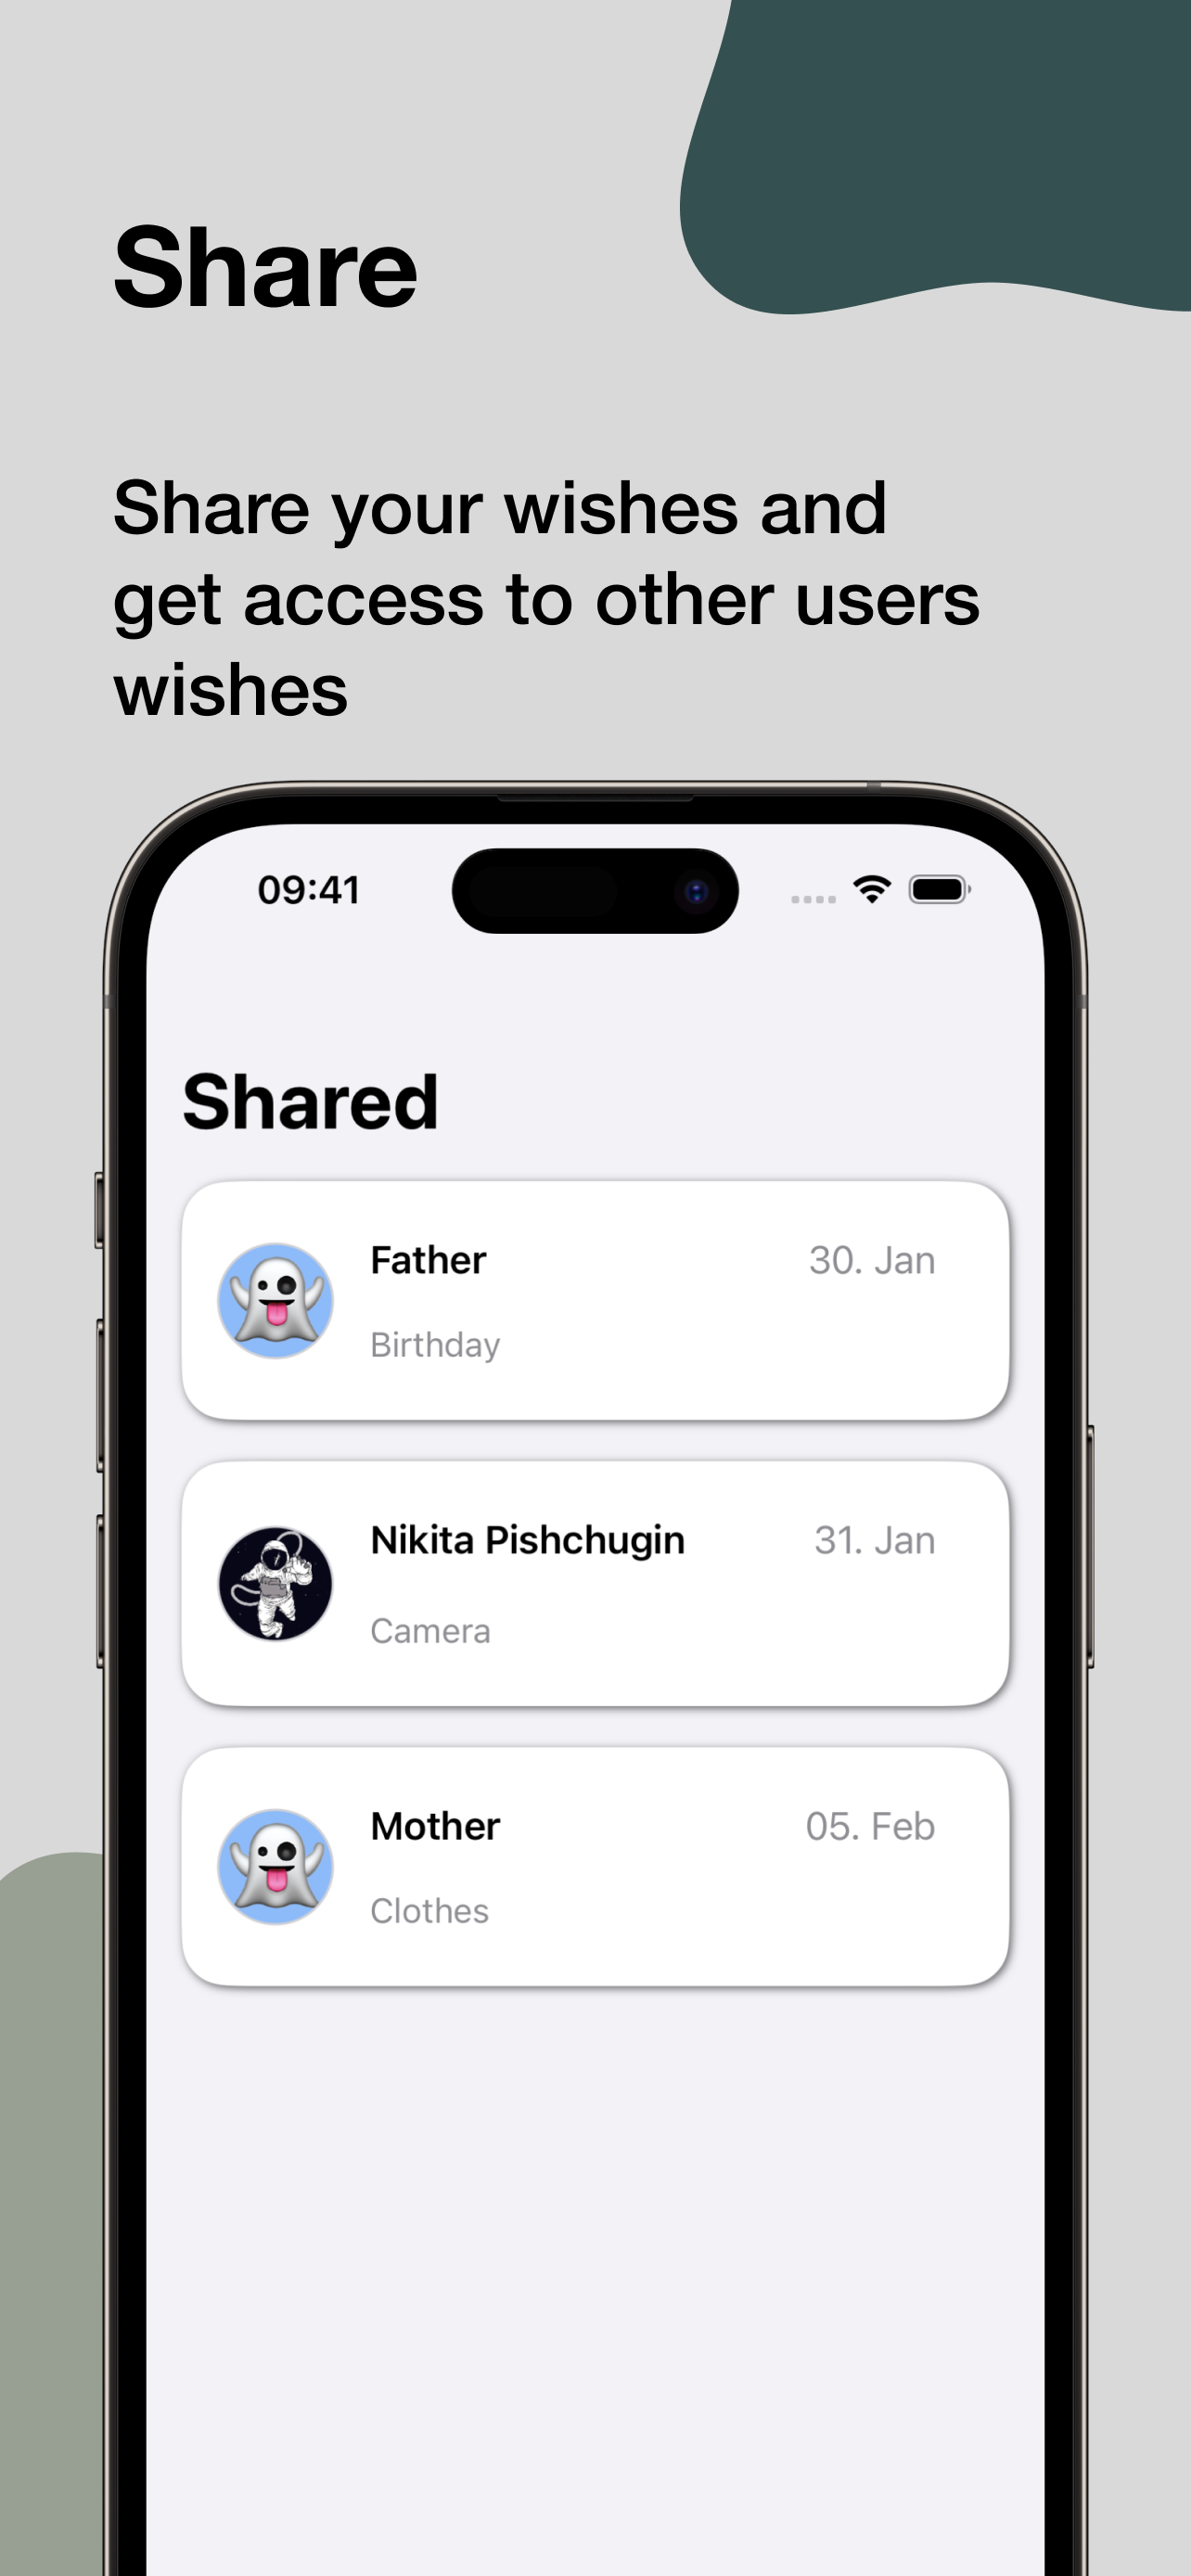 Share
Share your wishes and
get access to other users
wishes
09:41
Shared
Father
30. Jan
Birthday
Nikita Pishchugin
31. Jan
Camera
Mother
05. Feb
Clothes